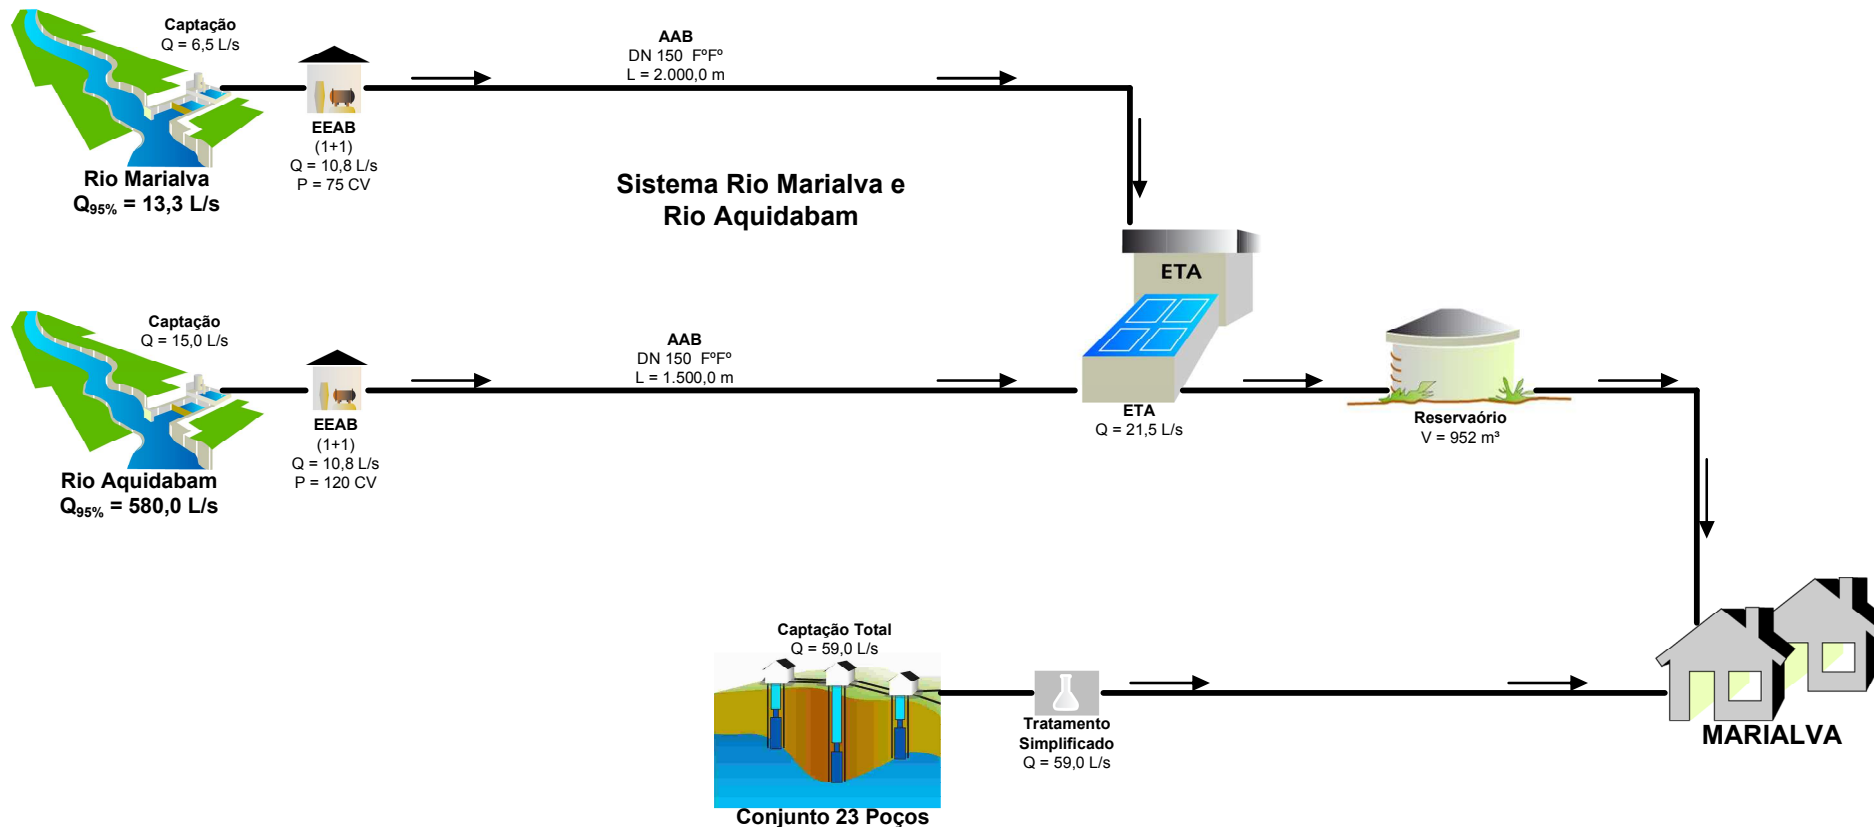 Captação
Q = 6,5 L/s
AAB
DN 150 FºFº
L = 2.000,0 m
EEAB
(1+1)
Q = 10,8 L/s
P = 75 CV
Rio Marialva
Q95% = 13,3 L/s
Sistema Rio Marialva e
Rio Aquidabam
ETA
Captação
Q = 15,0 L/s
AAB
DN 150 FºFº
L = 1.500,0 m
EEAB
(1+1)
Q = 10,8 L/s
P = 120 CV
Rio Aquidabam
Q95% = 580,0 L/s
ETA
Q = 21,5 L/s
Reservaório
V = 952 m³
Captação Total
Q = 59,0 L/s
Tratamento
Simplificado
Q = 59,0 L/s
MARIALVA
Conjunto 23 Poços